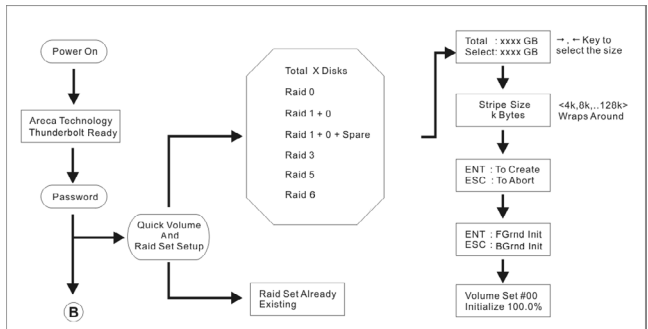 Power On
Areca Technology
Thunderbolt Ready
Password
B
Quick Volume
And
Raid Set Setup
Total X Disks
Raid 0
Raid 1 + 0
Raid 1 + 0 + Spare
Raid 3
Raid 5
Raid 6
Raid Set Already
Existing
Total : xxxx GB
Select: xxxx GB
→ , ← Key to
select the size
Stripe Size
k Bytes
<4k,8k,..128k>
Wraps Around
ENT : To Create
ESC : To Abort
ENT : FGrnd Init
ESC : BGrnd Init
Volume Set #00
Initialize 100.0%